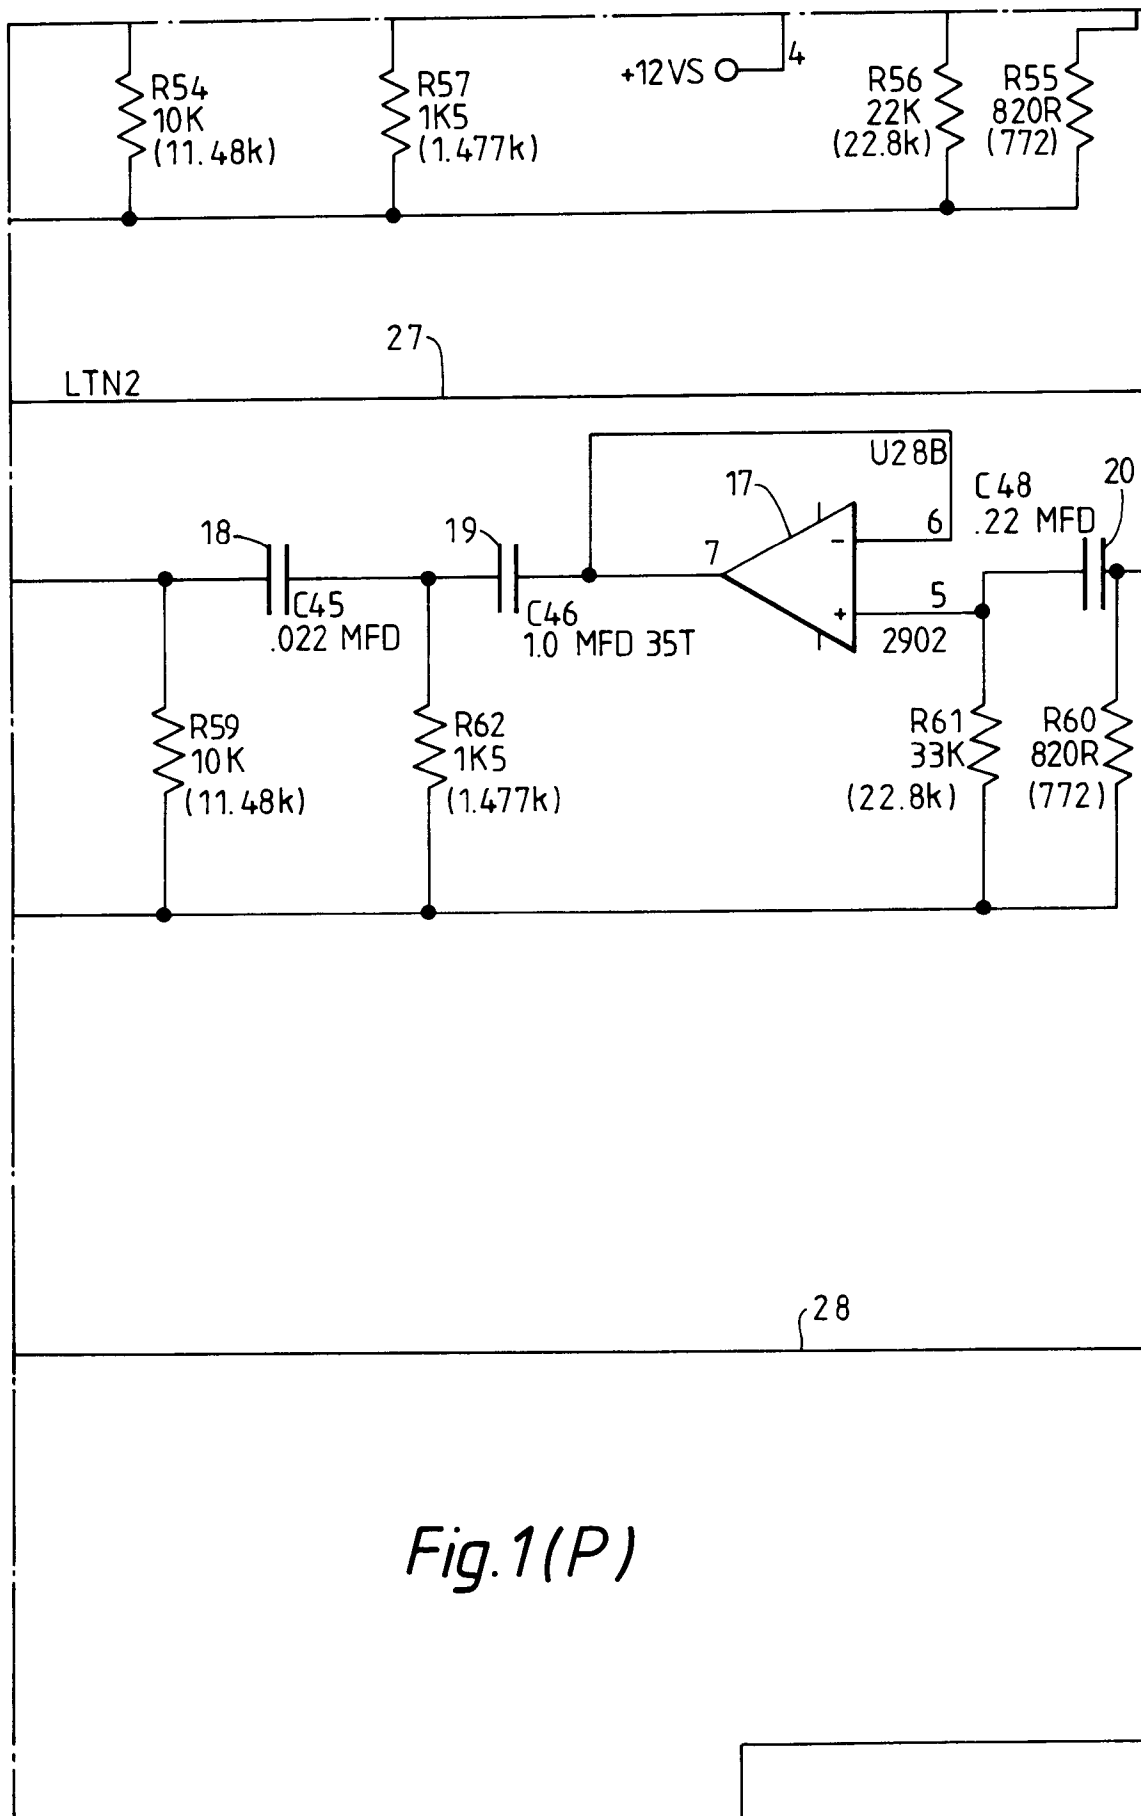 R54
10K
(11.48k)
R57
1K5
(1.477k)
+12VS
4
R56
22K
(22.8k)
R55
820R
(772)
27
LTN2
U28B
17
C48
.22 MFD
20
18
19
7
6
-
5
+
2902
C45
.022 MFD
C46
1.0 MFD 35T
R59
10K
(11.48k)
R62
1K5
(1.477k)
R61
33K
(22.8k)
R60
820R
(772)
28
Fig.1(P)